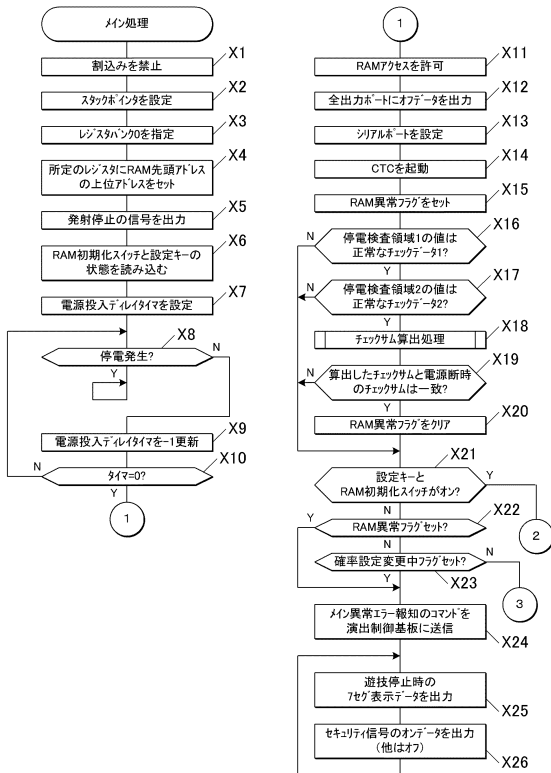 メイン処理
割込みを禁止
X1
スタックポインタを設定
X2
レジスタバンク0を指定
X3
所定のレジスタにRAM先頭アドレス
の上位アドレスをセット
X4
発射停止の信号を出力
X5
RAM初期化スイッチと設定キーの
状態を読み込む
X6
電源投入ディレイタイマを設定
X7
停電発生?
X8
N
Y
電源投入ディレイタイマを-1更新
X9
タイマ=0?
X10
N
Y
1
1
RAMアクセスを許可
X11
全出力ポートにオフデータを出力
X12
シリアルポートを設定
X13
CTCを起動
X14
RAM異常フラグをセット
X15
停電検査領域1の値は
正常なチェックデータ1?
X16
N
Y
停電検査領域2の値は
正常なチェックデータ2?
X17
N
Y
チェックサム算出処理
X18
算出したチェックサムと電源断時
のチェックサムは一致?
X19
N
Y
RAM異常フラグをクリア
X20
設定キーと
RAM初期化スイッチがオン?
X21
Y
N
2
RAM異常フラグセット?
X22
Y
N
確率設定変更中フラグセット?
X23
N
Y
3
メイン異常エラー報知のコマンドを
演出制御基板に送信
X24
遊技停止時の
7セグ表示データを出力
X25
セキュリティ信号のオンデータを出力
(他はオフ)
X26